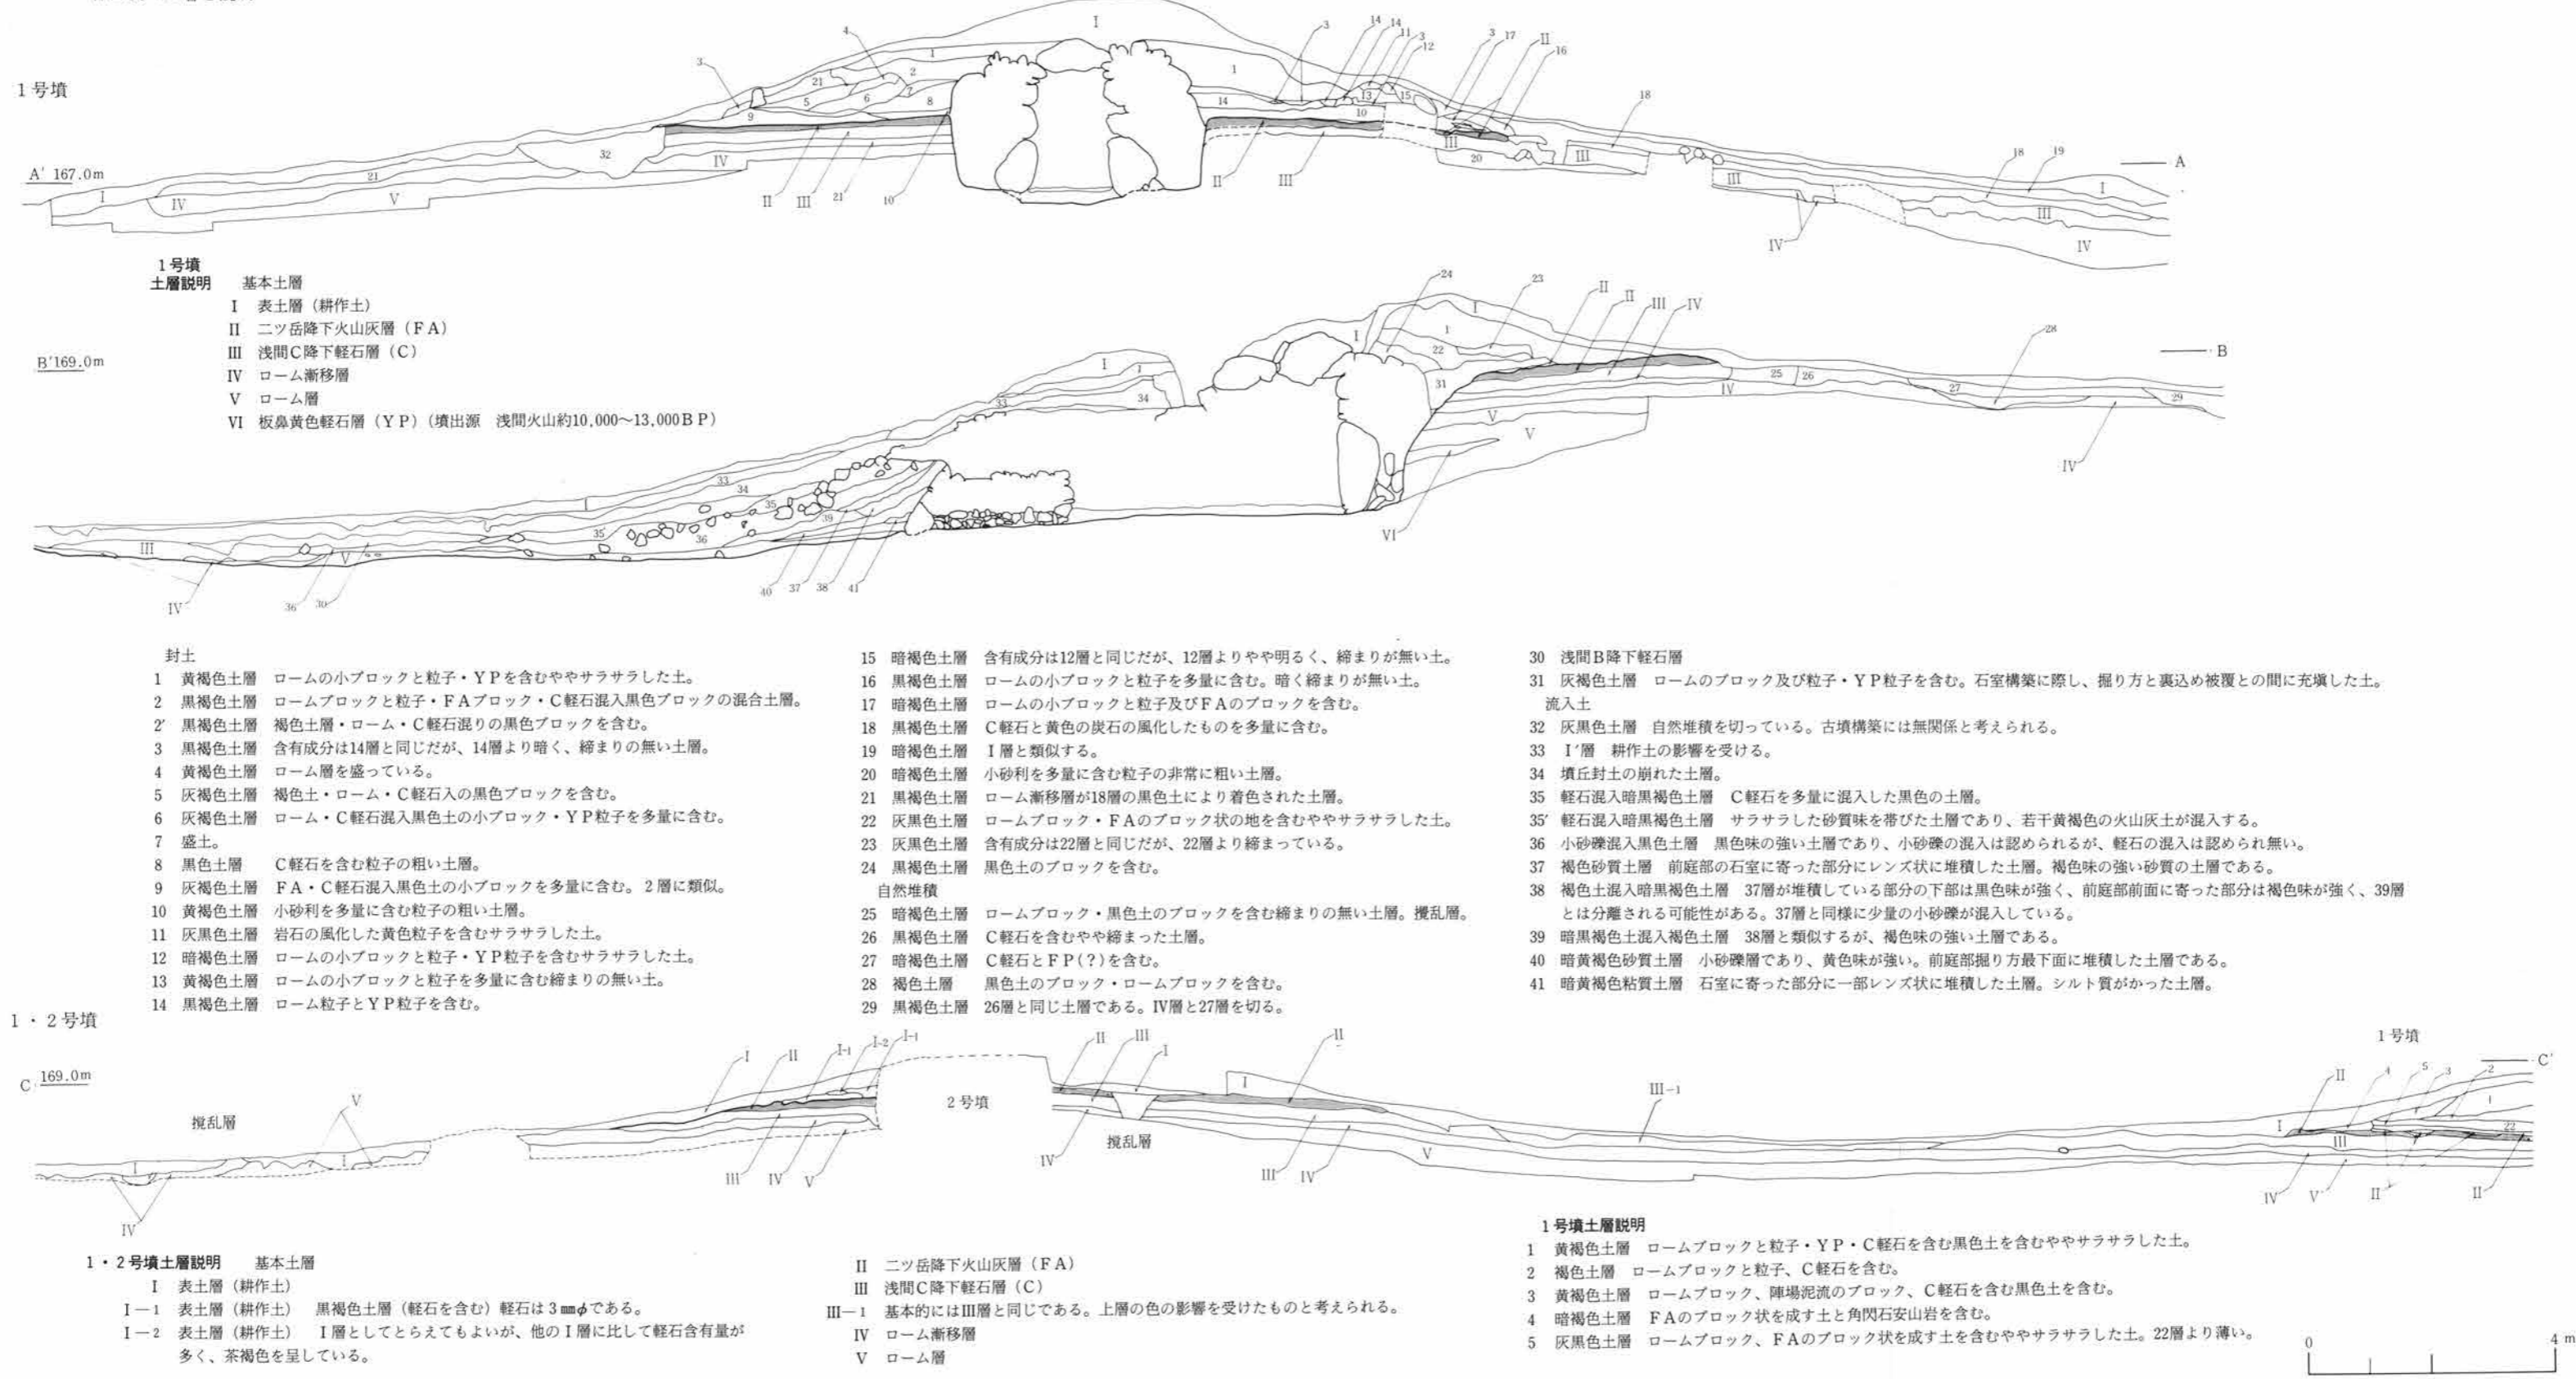 1号墳
A' 167.0m
A
1号墳
土層説明 基本土層
I 表土層（耕作土）
II 二ツ岳降下火山灰層（FA）
III 浅間C降下軽石層（C）
IV ローム漸移層
V ローム層
VI 板鼻黄色軽石層（YP）（墳出源 浅間火山約10,000～13,000BP）
B'169.0m
B
封土
1 黄褐色土層 ロームの小ブロックと粒子・YPを含むややサラサラした土。
2 黒褐色土層 ロームブロックと粒子・FAブロック・C軽石混入黒色ブロックの混合土層。
2' 黒褐色土層 褐色土層・ローム・C軽石混りの黒色ブロックを含む。
3 黒褐色土層 含有成分は14層と同じだが、14層より暗く、締まりの無い土層。
4 黄褐色土層 ローム層を盛っている。
5 灰褐色土層 褐色土・ローム・C軽石入の黒色ブロックを含む。
6 灰褐色土層 ローム・C軽石混入黒色土の小ブロック・YP粒子を多量に含む。
7 盛土。
8 黒色土層 C軽石を含む粒子の粗い土層。
9 灰褐色土層 FA・C軽石混入黒色土の小ブロックを多量に含む。2層に類似。
10 黄褐色土層 小砂利を多量に含む粒子の粗い土層。
11 灰黒色土層 岩石の風化した黄色粒子を含むサラサラした土。
12 暗褐色土層 ロームの小ブロックと粒子・YP粒子を含むサラサラした土。
13 黄褐色土層 ロームの小ブロックと粒子を多量に含む締まりの無い土。
14 黒褐色土層 ローム粒子とYP粒子を含む。
15 暗褐色土層 含有成分は12層と同じだが、12層よりやや明るく、締まりが無い土。
16 黒褐色土層 ロームの小ブロックと粒子を多量に含む。暗く締まりが無い土。
17 暗褐色土層 ロームの小ブロックと粒子及びFAのブロックを含む。
18 黒褐色土層 C軽石と黄色の炭石の風化したものを多量に含む。
19 暗褐色土層 I層と類似する。
20 暗褐色土層 小砂利を多量に含む粒子の非常に粗い土層。
21 黒褐色土層 ローム漸移層が18層の黒色土により着色された土層。
22 灰黒色土層 ロームブロック・FAのブロック状の地を含むややサラサラした土。
23 灰黒色土層 含有成分は22層と同じだが、22層より締まっている。
24 黒褐色土層 黒色土のブロックを含む。
自然堆積
25 暗褐色土層 ロームブロック・黒色土のブロックを含む締まりの無い土層。攪乱層。
26 黒褐色土層 C軽石を含むやや締まった土層。
27 暗褐色土層 C軽石とFP(?)を含む。
28 褐色土層 黒色土のブロック・ロームブロックを含む。
29 黒褐色土層 26層と同じ土層である。IV層と27層を切る。
30 浅間B降下軽石層
31 灰褐色土層 ロームのブロック及び粒子・YP粒子を含む。石室構築に際し、掘り方と裏込め被覆との間に充塡した土。
流入土
32 灰黒色土層 自然堆積を切っている。古墳構築には無関係と考えられる。
33 I'層 耕作土の影響を受ける。
34 墳丘封土の崩れた土層。
35 軽石混入暗黒褐色土層 C軽石を多量に混入した黒色の土層。
35' 軽石混入暗黒褐色土層 サラサラした砂質味を帯びた土層であり、若干黄褐色の火山灰土が混入する。
36 小砂礫混入黒色土層 黒色味の強い土層であり、小砂礫の混入は認められるが、軽石の混入は認められ無い。
37 褐色砂質土層 前庭部の石室に寄った部分にレンズ状に堆積した土層。褐色味の強い砂質の土層である。
38 褐色土混入暗黒褐色土層 37層が堆積している部分の下部は黒色味が強く、前庭部前面に寄った部分は褐色味が強く、39層
とは分離される可能性がある。37層と同様に少量の小砂礫が混入している。
39 暗黒褐色土混入褐色土層 38層と類似するが、褐色味の強い土層である。
40 暗黄褐色砂質土層 小砂礫層であり、黄色味が強い。前庭部掘り方最下面に堆積した土層である。
41 暗黄褐色粘質土層 石室に寄った部分に一部レンズ状に堆積した土層。シルト質がかった土層。
1・2号墳
1号墳
C 169.0m
C'
攪乱層
2号墳
攪乱層
1・2号墳土層説明 基本土層
I 表土層（耕作土）
I－1 表土層（耕作土） 黒褐色土層（軽石を含む）軽石は3㎜φである。
I－2 表土層（耕作土） I層としてとらえてもよいが、他のI層に比して軽石含有量が
多く、茶褐色を呈している。
II 二ツ岳降下火山灰層（FA）
III 浅間C降下軽石層（C）
III－1 基本的にはIII層と同じである。上層の色の影響を受けたものと考えられる。
IV ローム漸移層
V ローム層
1号墳土層説明
1 黄褐色土層 ロームブロックと粒子・YP・C軽石を含む黒色土を含むややサラサラした土。
2 褐色土層 ロームブロックと粒子、C軽石を含む。
3 黄褐色土層 ロームブロック、陣場泥流のブロック、C軽石を含む黒色土を含む。
4 暗褐色土層 FAのブロック状を成す土と角閃石安山岩を含む。
5 灰黒色土層 ロームブロック、FAのブロック状を成す土を含むややサラサラした土。22層より薄い。
0 4m